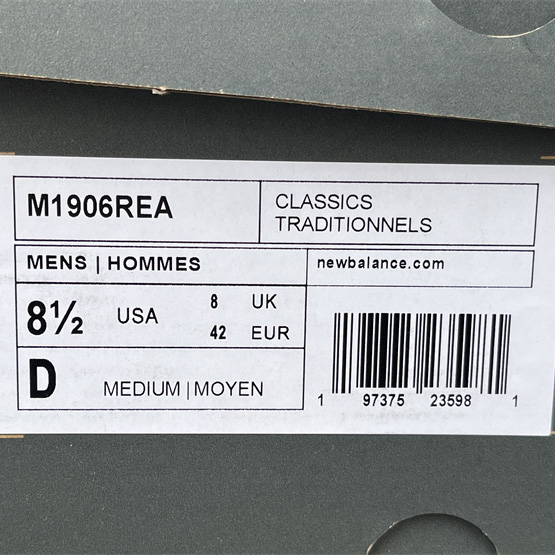 M1906REA
CLASSICS
TRADITIONNELS
MENS | HOMMES
newbalance.com
8½ USA
8 UK
42 EUR
D MEDIUM | MOYEN
1 97375 23598 1